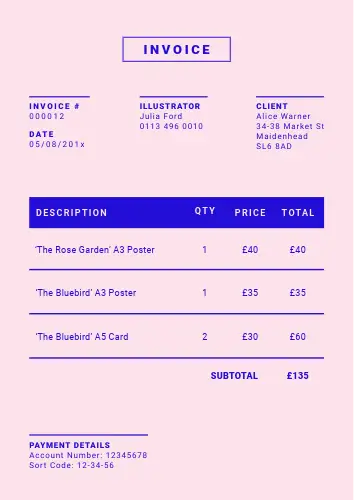 INVOICE
INVOICE #
000012
DATE
05/08/201x
ILLUSTRATOR
Julia Ford
0113 496 0010
CLIENT
Alice Warner
34-38 Market St
Maidenhead
SL6 8AD
DESCRIPTION QTY PRICE TOTAL
'The Rose Garden' A3 Poster 1 £40 £40
'The Bluebird' A3 Poster 1 £35 £35
'The Bluebird' A5 Card 2 £30 £60
SUBTOTAL £135
PAYMENT DETAILS
Account Number: 12345678
Sort Code: 12-34-56